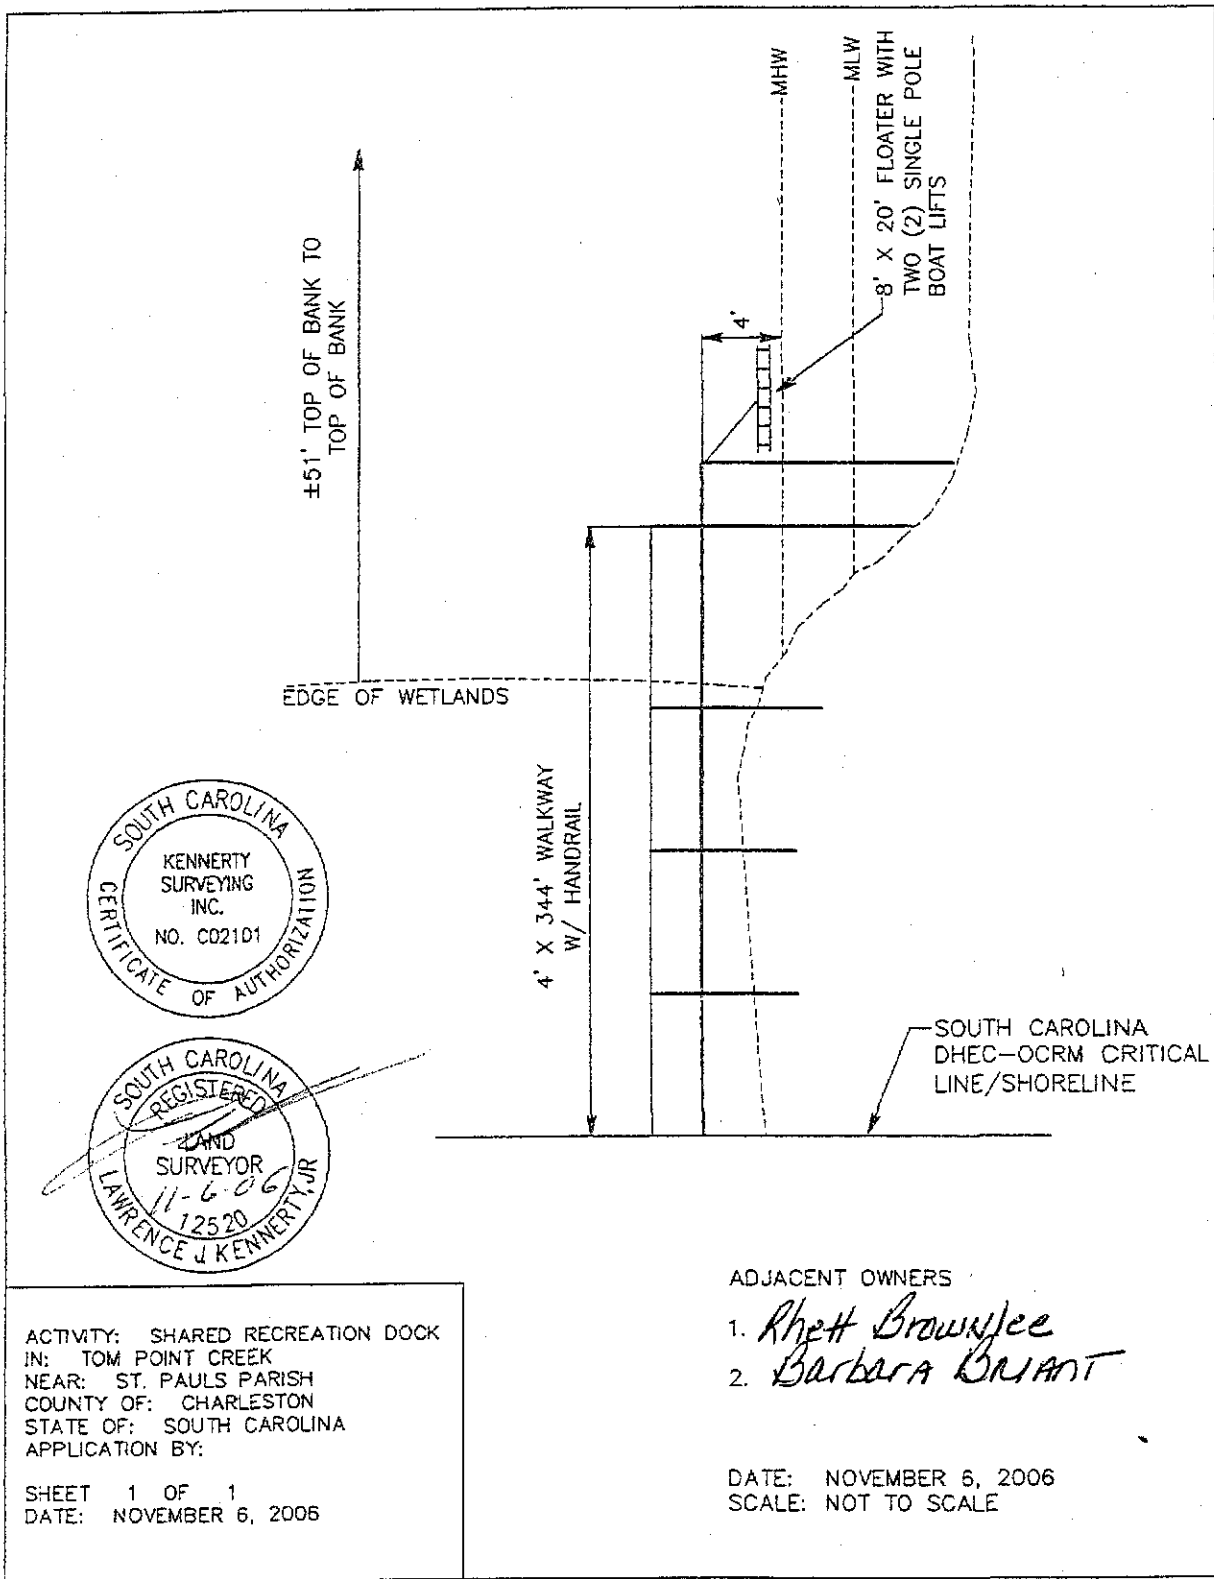 MHW
MLW
8' X 20' FLOATER WITH
TWO (2) SINGLE POLE
BOAT LIFTS
±51' TOP OF BANK TO
TOP OF BANK
4'
EDGE OF WETLANDS
4' X 344' WALKWAY
W/ HANDRAIL
SOUTH CAROLINA
KENNERTY
SURVEYING
INC.
NO. C02101
CERTIFICATE OF AUTHORIZATION
SOUTH CAROLINA
REGISTERED
LAND
SURVEYOR
11-6-06
12520
LAWRENCE J. KENNERTY, JR
SOUTH CAROLINA
DHEC-OCRM CRITICAL
LINE/SHORELINE
ADJACENT OWNERS
1. Rhett Brownlee
2. Barbara Briant
ACTIVITY: SHARED RECREATION DOCK
IN: TOM POINT CREEK
NEAR: ST. PAULS PARISH
COUNTY OF: CHARLESTON
STATE OF: SOUTH CAROLINA
APPLICATION BY:
SHEET 1 OF 1
DATE: NOVEMBER 6, 2006
DATE: NOVEMBER 6, 2006
SCALE: NOT TO SCALE